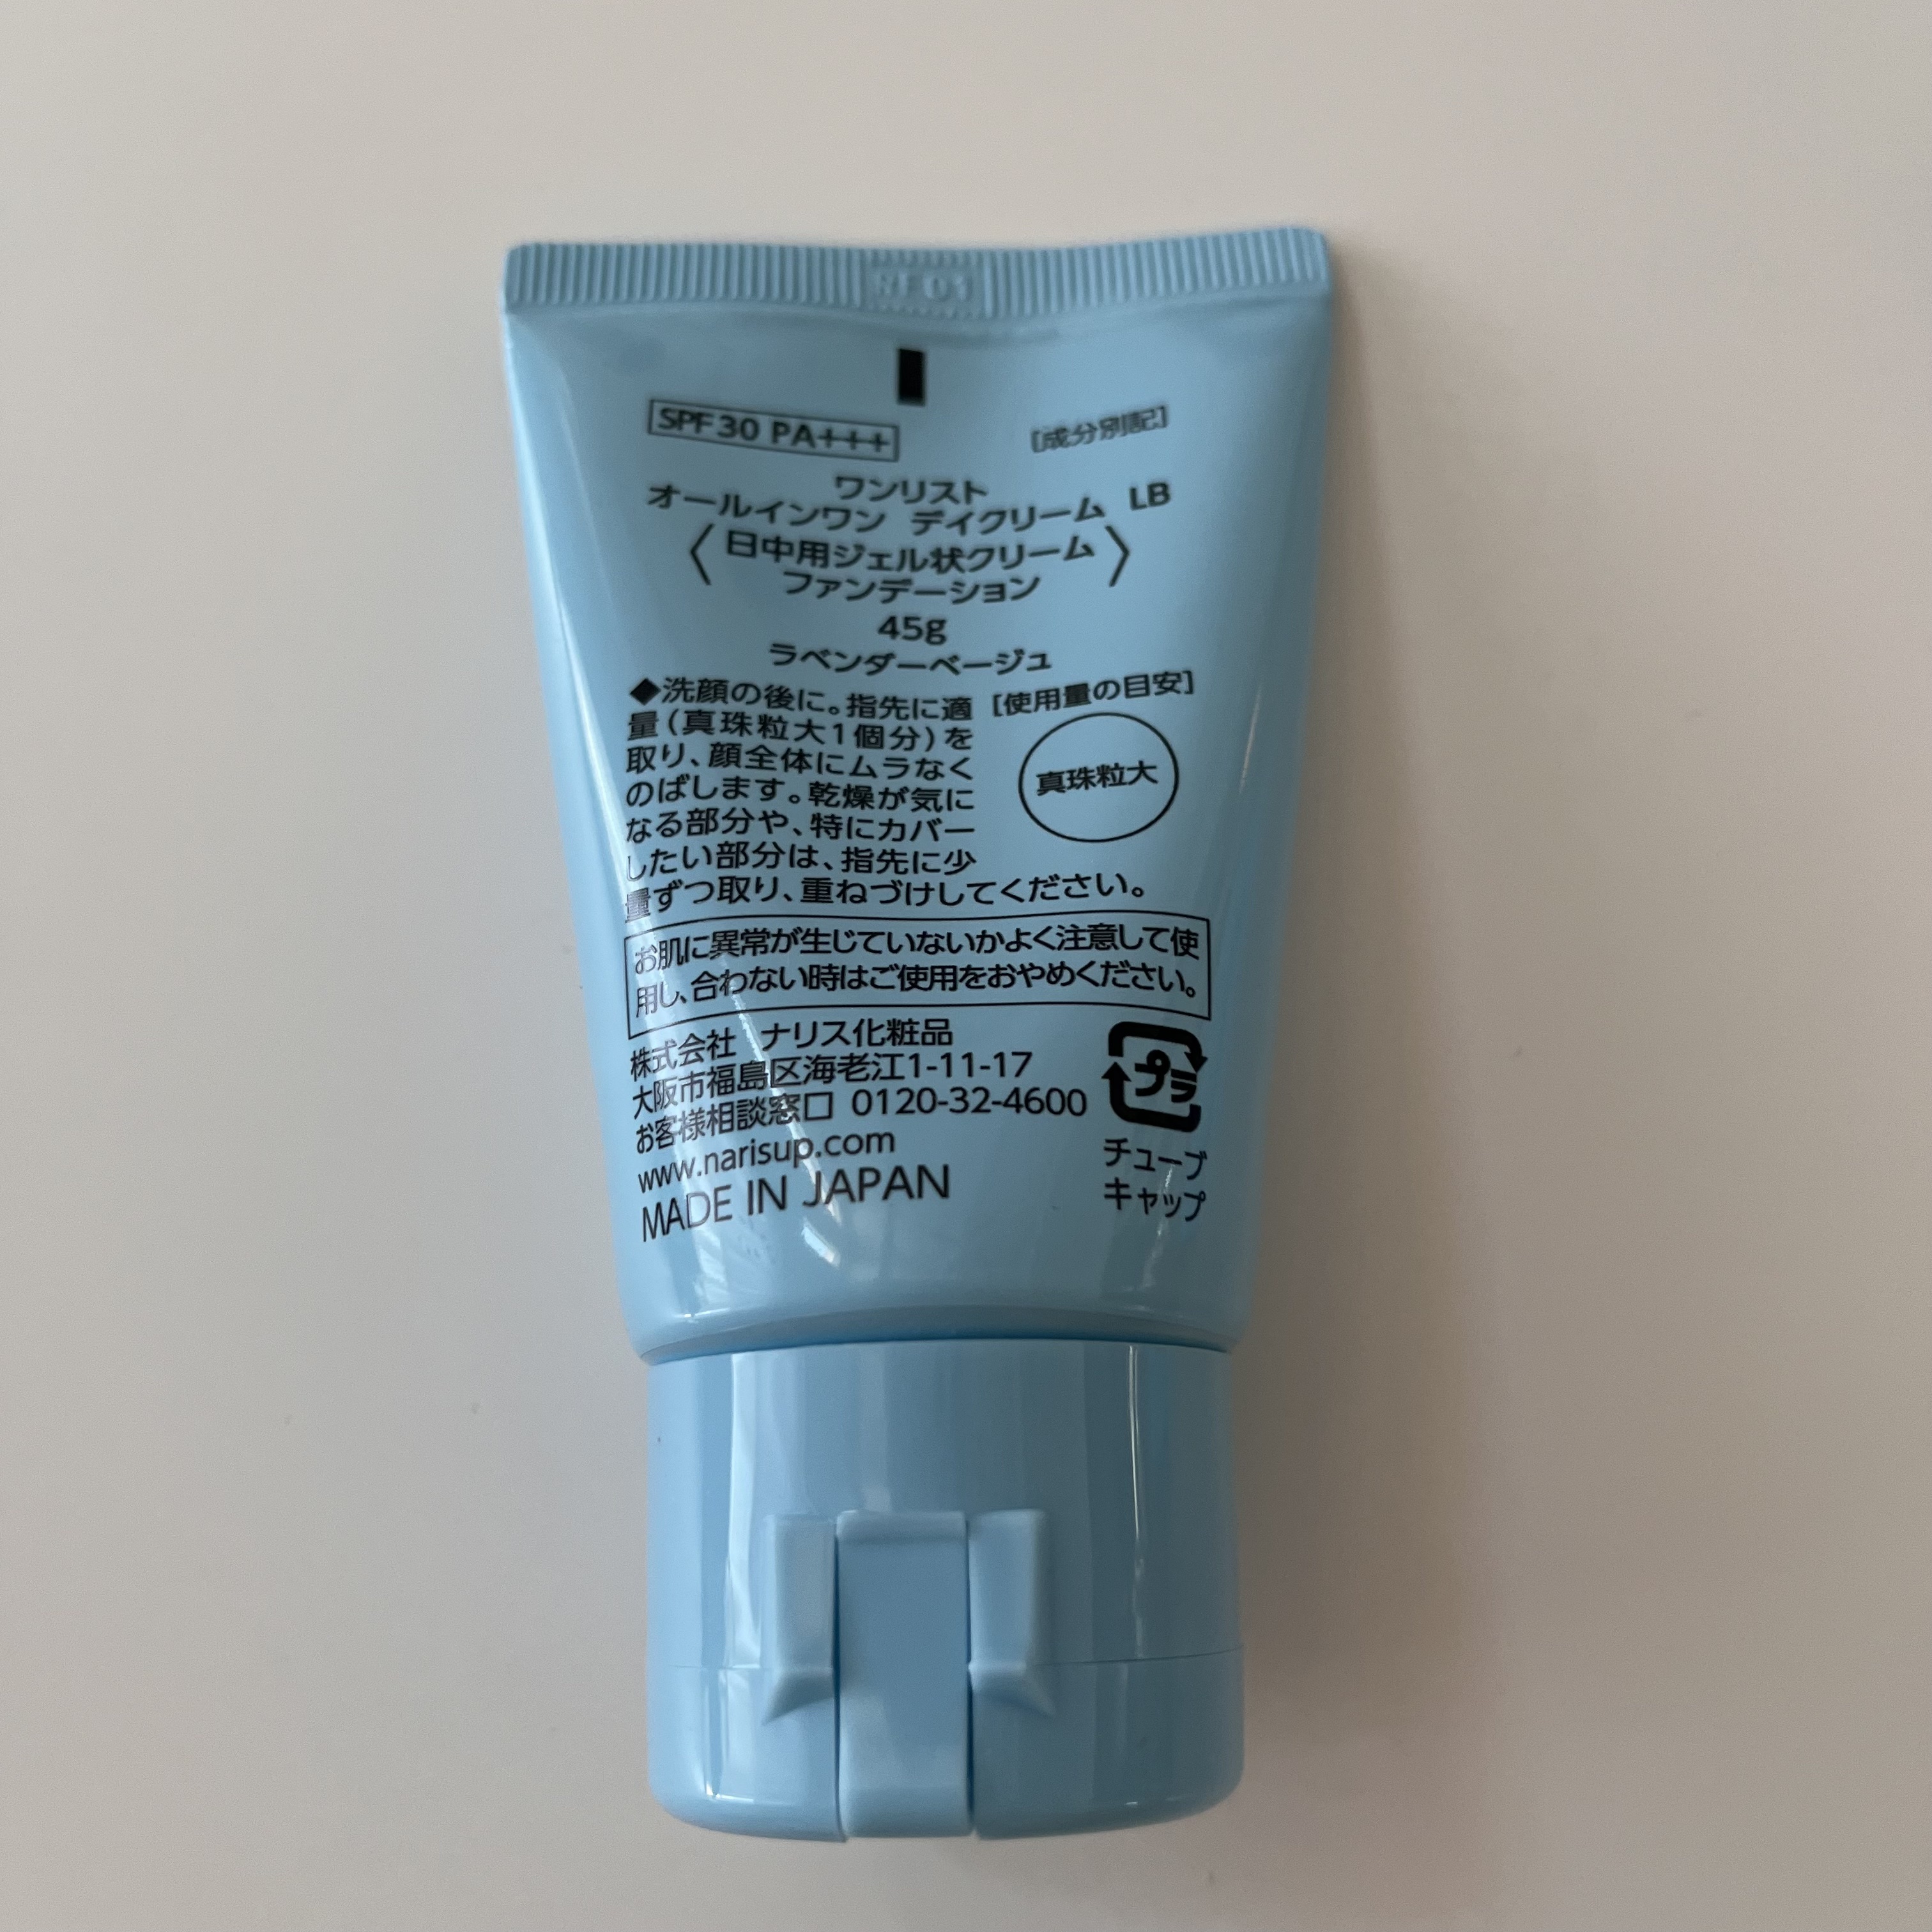 RF01
SPF30 PA+++ [成分別記]
ワンリスト
オールインワン デイクリーム LB
〈日中用ジェル状クリーム
ファンデーション〉
45g
ラベンダーベージュ
◆洗顔の後に。指先に適
量(真珠粒大1個分)を
取り、顔全体にムラなく
のばします。乾燥が気に
なる部分や、特にカバー
したい部分は、指先に少
量ずつ取り、重ねづけしてください。
[使用量の目安]
真珠粒大
お肌に異常が生じていないかよく注意して使
用し、合わない時はご使用をおやめください。
株式会社 ナリス化粧品
大阪市福島区海老江1-11-17
お客様相談窓口 0120-32-4600
www.narisup.com
MADE IN JAPAN
プラ
チューブ
キャップ